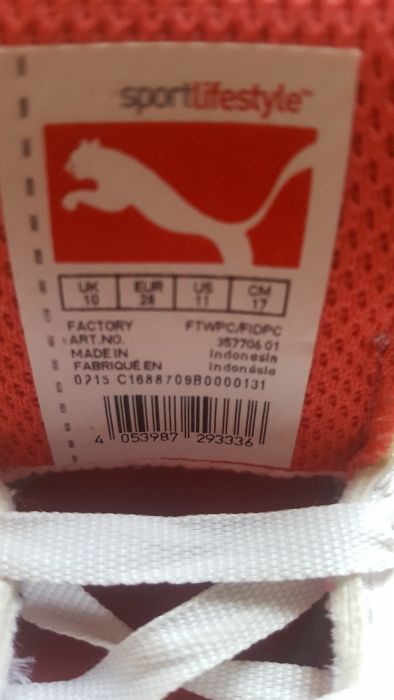 sportlifestyle™
UK EUR US CM
10 28 11 17
FACTORY FTWPC/FIDPC
ART.NO. 357706 01
MADE IN Indonesia
FABRIQUÉ EN Indonésie
0215 C1688709B0000131
4 053987 293336